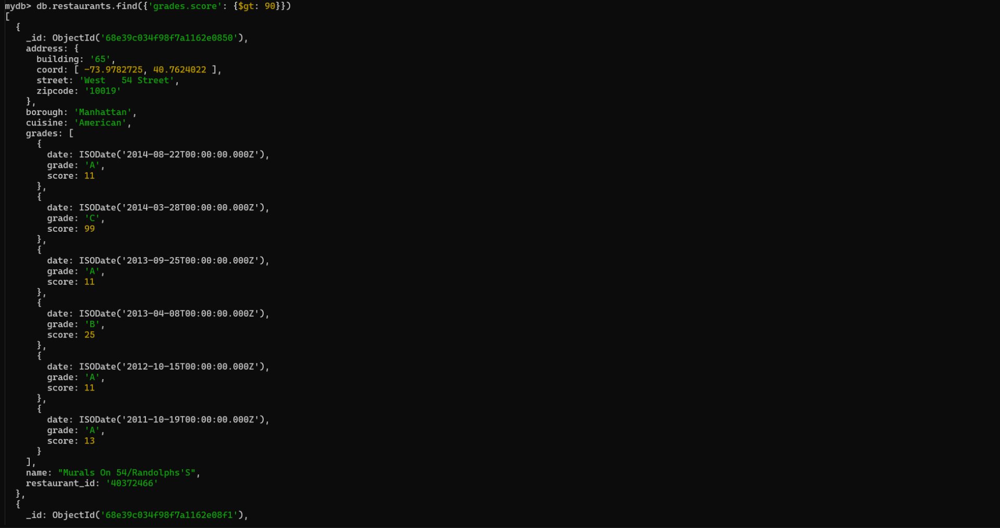 mydb> db.restaurants.find({'grades.score': {$gt: 90}})
[
  {
    _id: ObjectId('68e39c034f98f7a1162e0850'),
    address: {
      building: '65',
      coord: [ -73.9782725, 40.7624022 ],
      street: 'West   54 Street',
      zipcode: '10019'
    },
    borough: 'Manhattan',
    cuisine: 'American',
    grades: [
      {
        date: ISODate('2014-08-22T00:00:00.000Z'),
        grade: 'A',
        score: 11
      },
      {
        date: ISODate('2014-03-28T00:00:00.000Z'),
        grade: 'C',
        score: 99
      },
      {
        date: ISODate('2013-09-25T00:00:00.000Z'),
        grade: 'A',
        score: 11
      },
      {
        date: ISODate('2013-04-08T00:00:00.000Z'),
        grade: 'B',
        score: 25
      },
      {
        date: ISODate('2012-10-15T00:00:00.000Z'),
        grade: 'A',
        score: 11
      },
      {
        date: ISODate('2011-10-19T00:00:00.000Z'),
        grade: 'A',
        score: 13
      }
    ],
    name: "Murals On 54/Randolphs'S",
    restaurant_id: '40372466'
  },
  {
    _id: ObjectId('68e39c034f98f7a1162e08f1'),